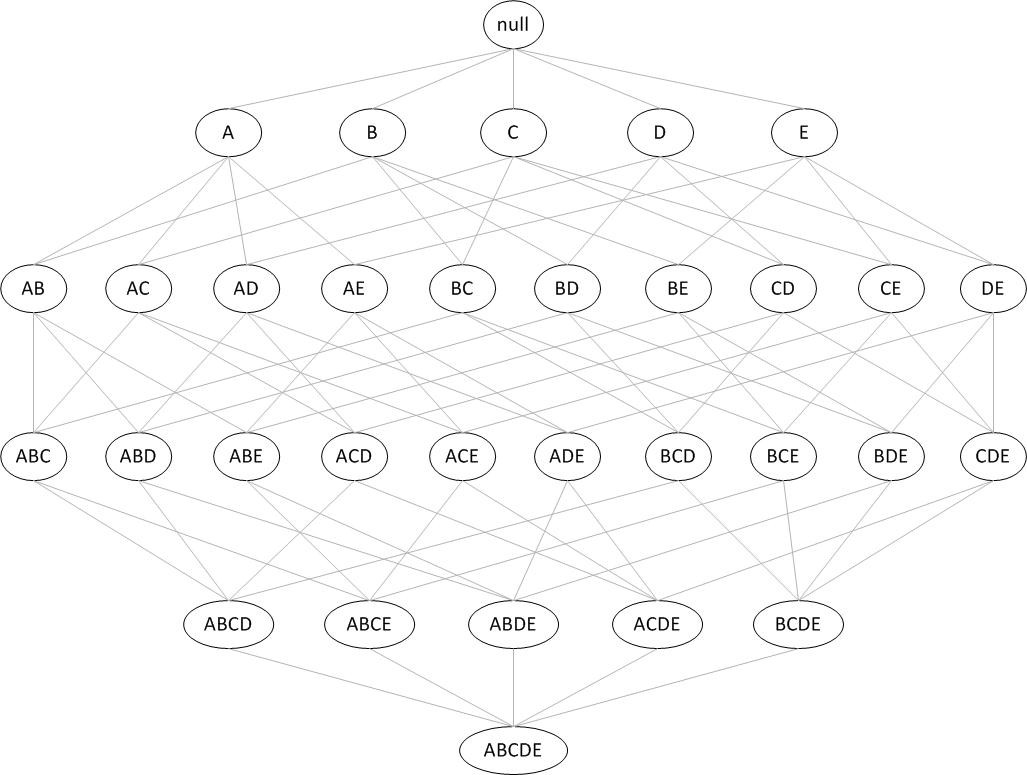 null
A B C D E
AB AC AD AE BC BD BE CD CE DE
ABC ABD ABE ACD ACE ADE BCD BCE BDE CDE
ABCD ABCE ABDE ACDE BCDE
ABCDE